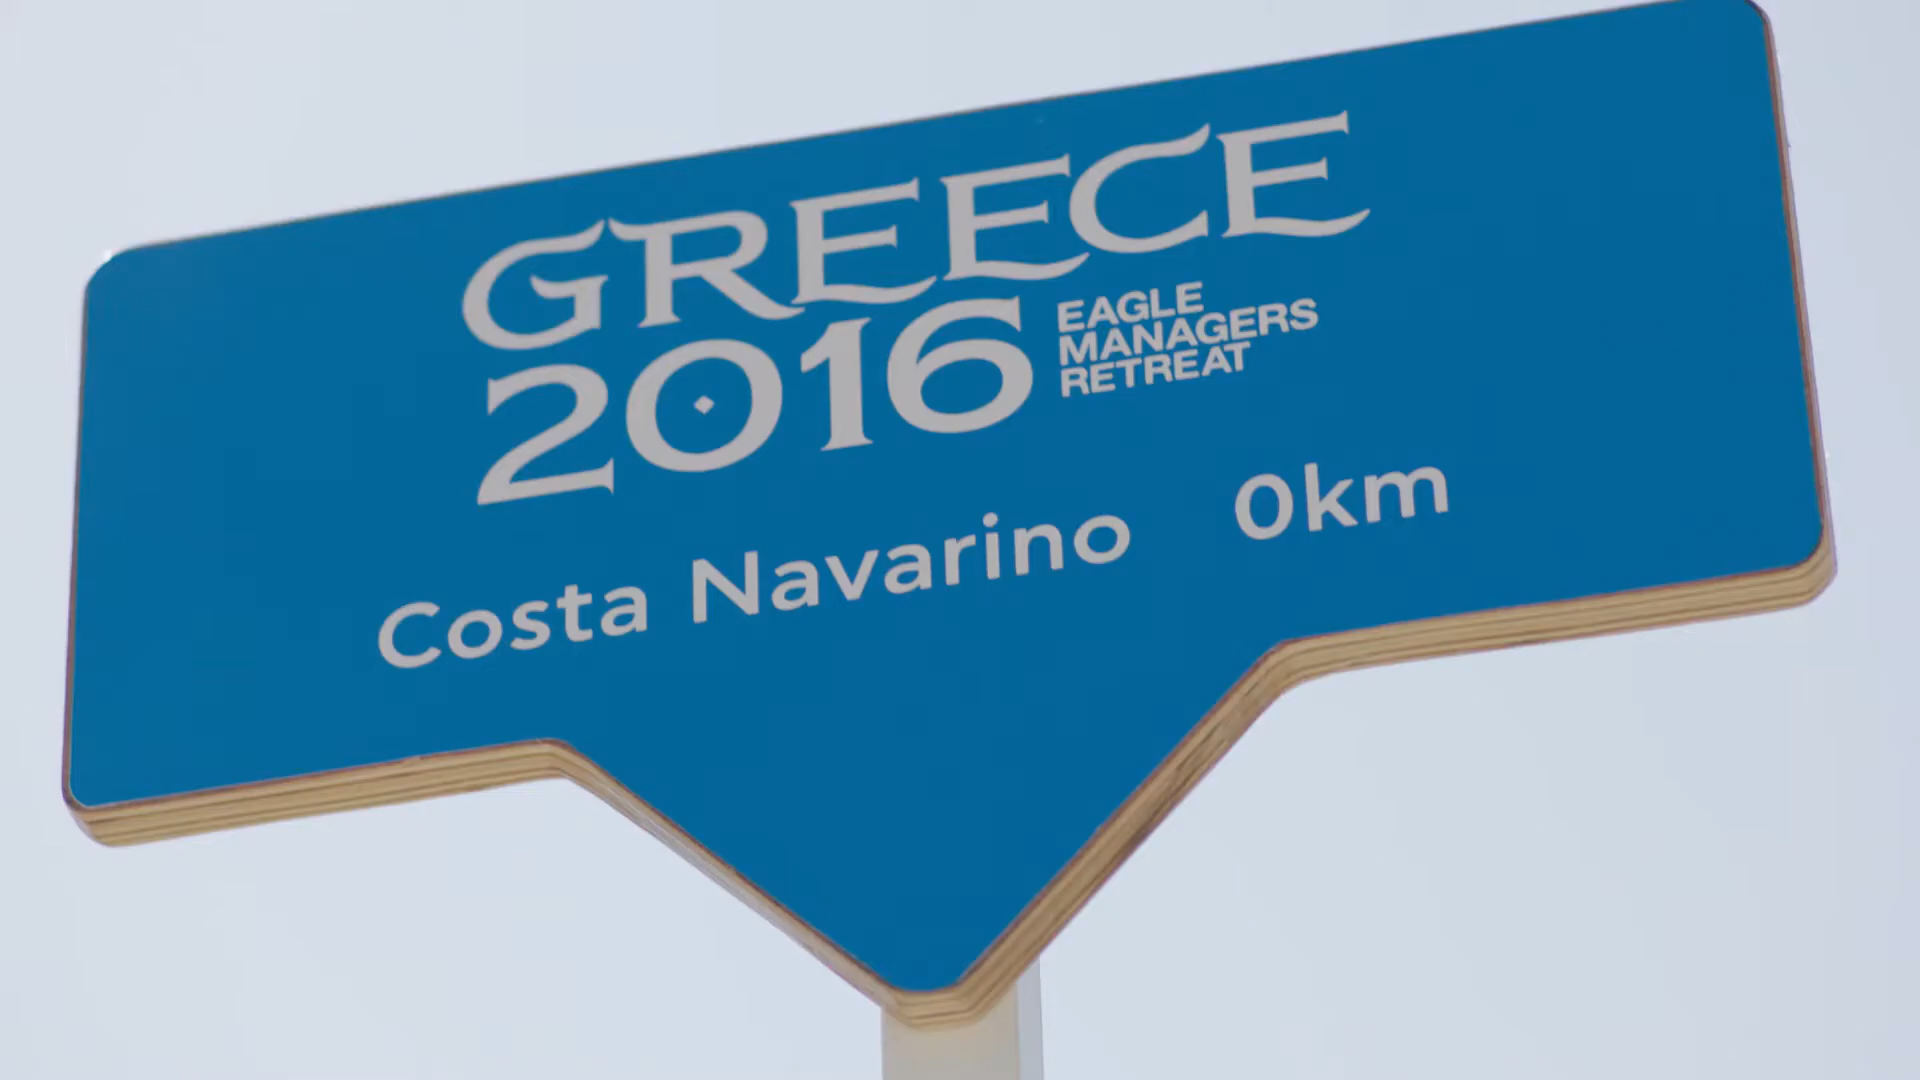 GREECE
2016
EAGLE
MANAGERS
RETREAT
Costa Navarino 0km